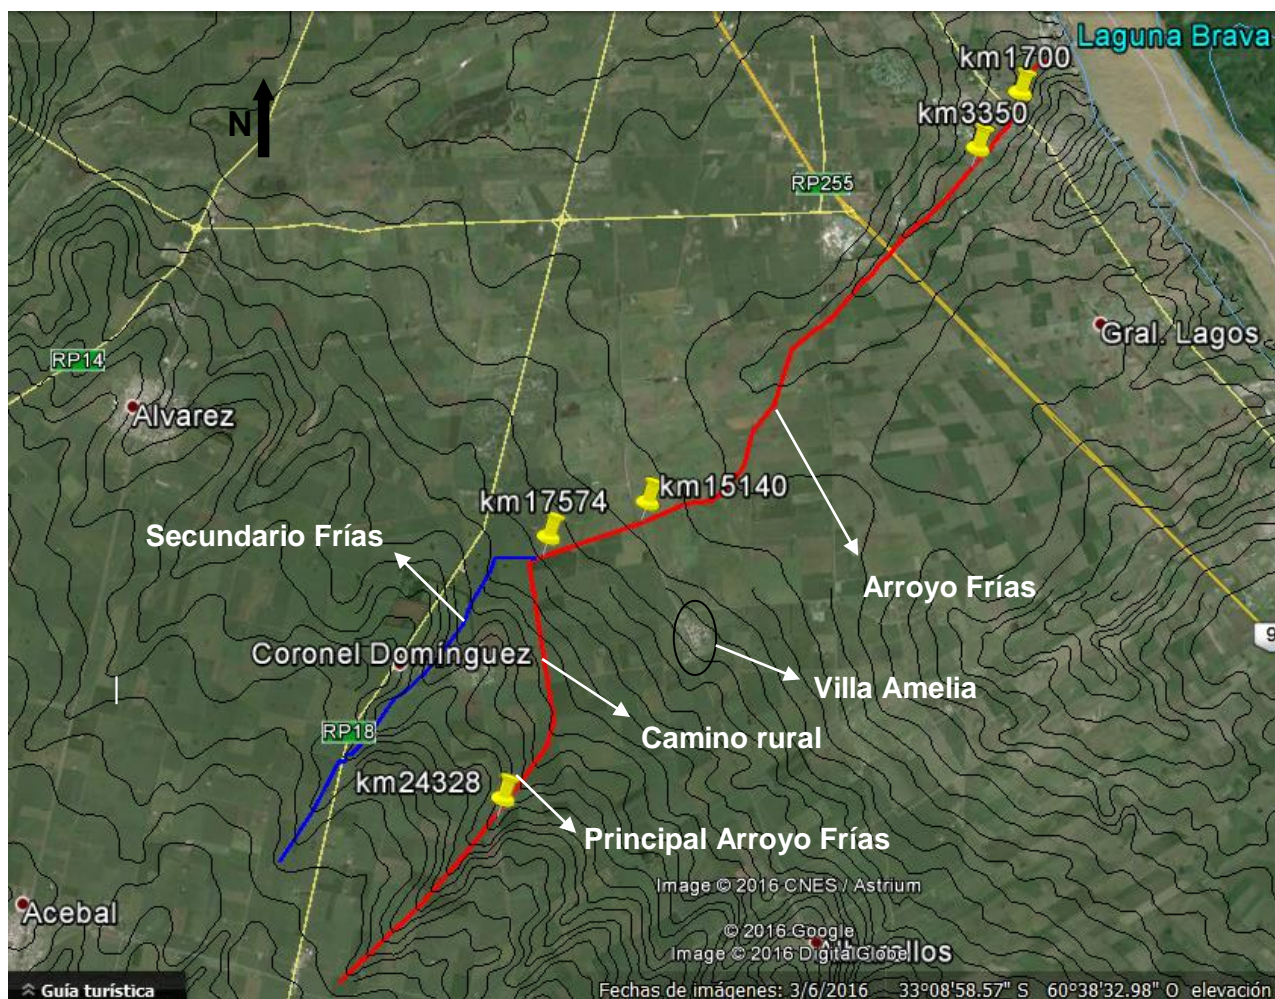 Laguna Brava
km1700
km3350
N
RP255
Gral. Lagos
RP14
Alvarez
km15140
km17574
Secundario Frías
Arroyo Frías
9
Coronel Domínguez
Villa Amelia
RP18
Camino rural
km24328
Principal Arroyo Frías
Image © 2016 CNES / Astrium
Acebal
© 2016 Google
Image © 2016 DigitalGlobe
Guía turística
Fechas de imágenes: 3/6/2016 33°08'58.57" S 60°38'32.98" O elevación